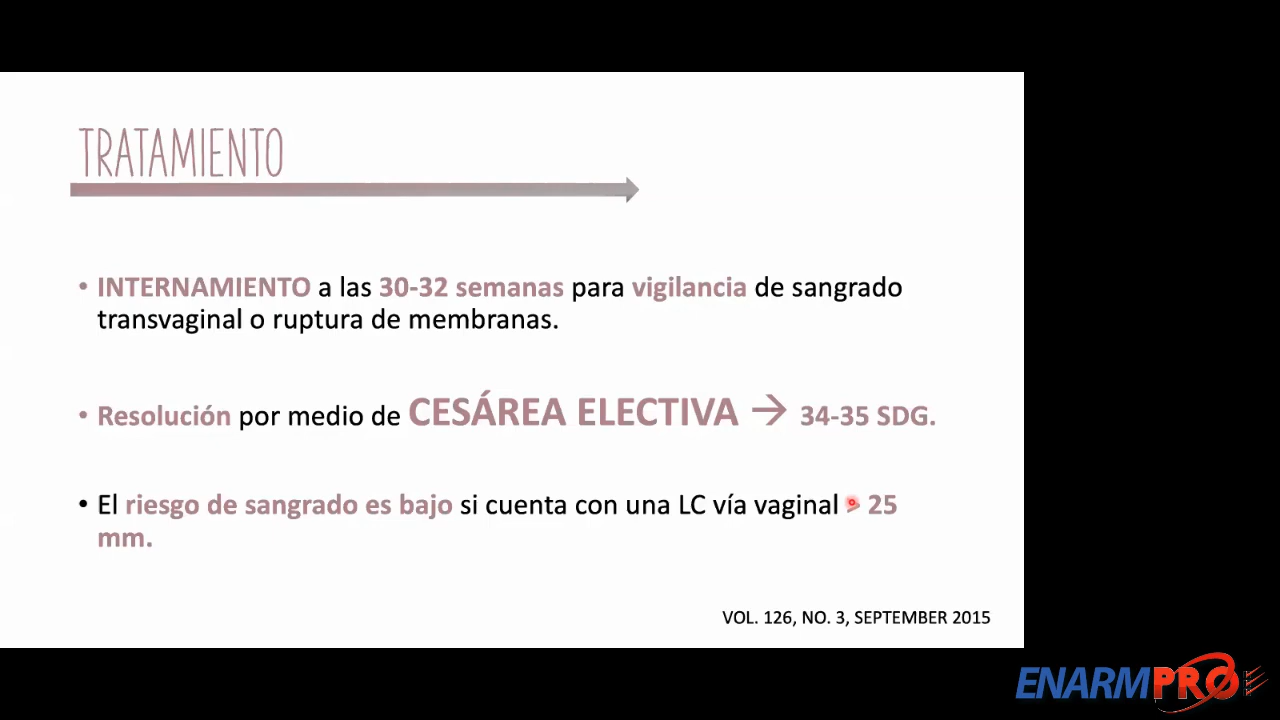 TRATAMIENTO
• INTERNAMIENTO a las 30-32 semanas para vigilancia de sangrado
transvaginal o ruptura de membranas.
• Resolución por medio de CESÁREA ELECTIVA → 34-35 SDG.
• El riesgo de sangrado es bajo si cuenta con una LC vía vaginal > 25
mm.
VOL. 126, NO. 3, SEPTEMBER 2015
ENARMPRO